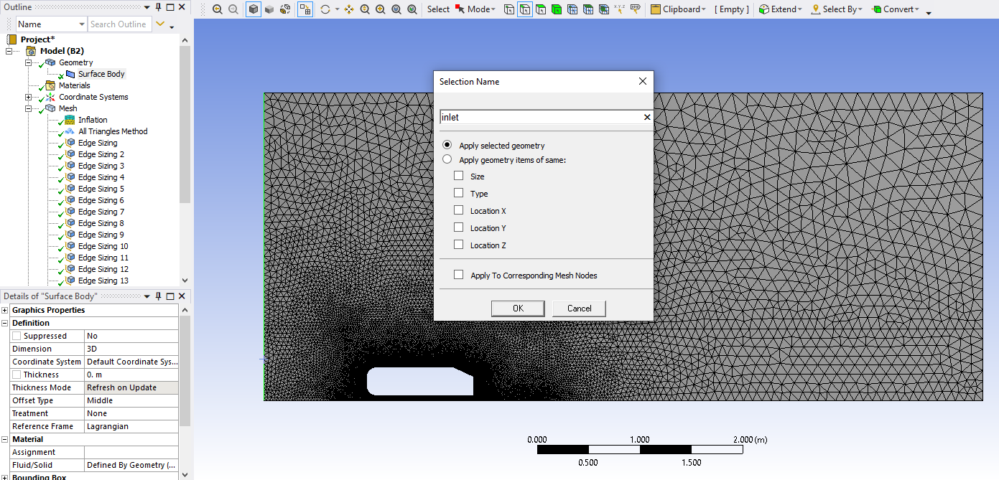 Outline
Name
Search Outline
Select
Mode
Clipboard
[ Empty ]
Extend
Select By
Convert
Project*
Model (B2)
Geometry
Surface Body
Materials
Coordinate Systems
Mesh
Inflation
All Triangles Method
Edge Sizing
Edge Sizing 2
Edge Sizing 3
Edge Sizing 4
Edge Sizing 5
Edge Sizing 6
Edge Sizing 7
Edge Sizing 8
Edge Sizing 9
Edge Sizing 10
Edge Sizing 11
Edge Sizing 12
Edge Sizing 13
Details of "Surface Body"
Graphics Properties
Definition
Suppressed No
Dimension 3D
Coordinate System Default Coordinate Sys...
Thickness 0. m
Thickness Mode Refresh on Update
Offset Type Middle
Treatment None
Reference Frame Lagrangian
Material
Assignment
Fluid/Solid Defined By Geometry (...
Bounding Box
Selection Name
inlet
Apply selected geometry
Apply geometry items of same:
Size
Type
Location X
Location Y
Location Z
Apply To Corresponding Mesh Nodes
OK
Cancel
0.000 1.000 2.000 (m)
0.500 1.500